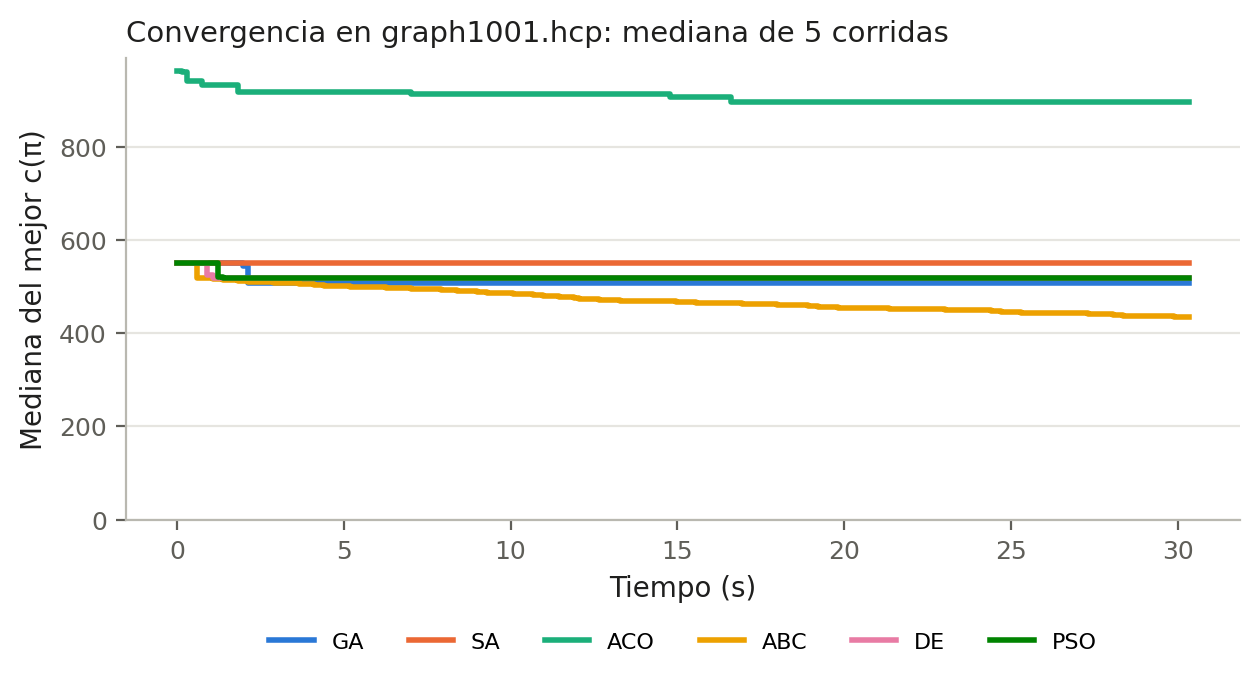 Convergencia en graph1001.hcp: mediana de 5 corridas
Mediana del mejor c(π)
800
600
400
200
0
0 5 10 15 20 25 30
Tiempo (s)
GA SA ACO ABC DE PSO